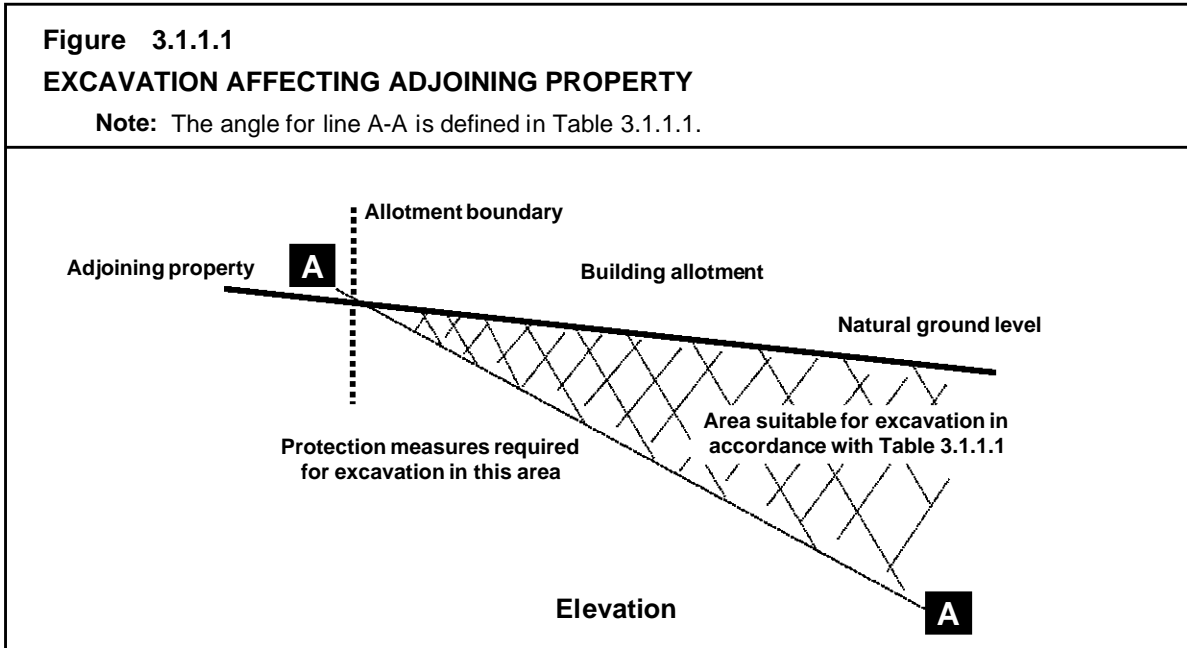 Figure 3.1.1.1
EXCAVATION AFFECTING ADJOINING PROPERTY
Note: The angle for line A-A is defined in Table 3.1.1.1.
Allotment boundary
Adjoining property
A
Building allotment
Natural ground level
Area suitable for excavation in
accordance with Table 3.1.1.1
Protection measures required
for excavation in this area
Elevation
A